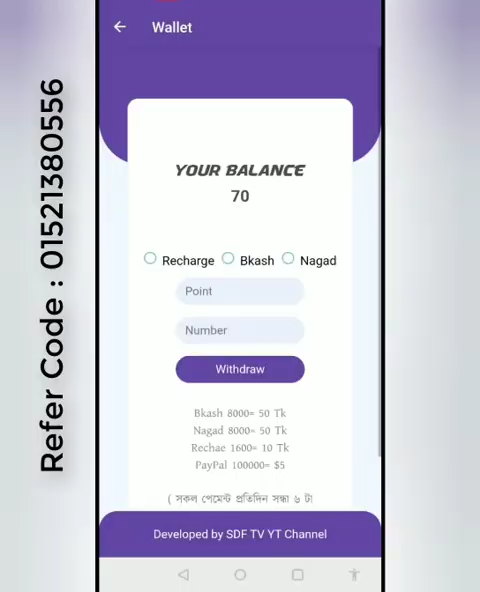 Refer Code : 01521380556
Wallet
YOUR BALANCE
70
Recharge Bkash Nagad
Point
Number
Withdraw
Bkash 8000= 50 Tk
Nagad 8000= 50 Tk
Rechae 1600= 10 Tk
PayPal 100000= $5
( সকল পেমেন্ট প্রতিদিন সন্ধা ৬ টা
Developed by SDF TV YT Channel